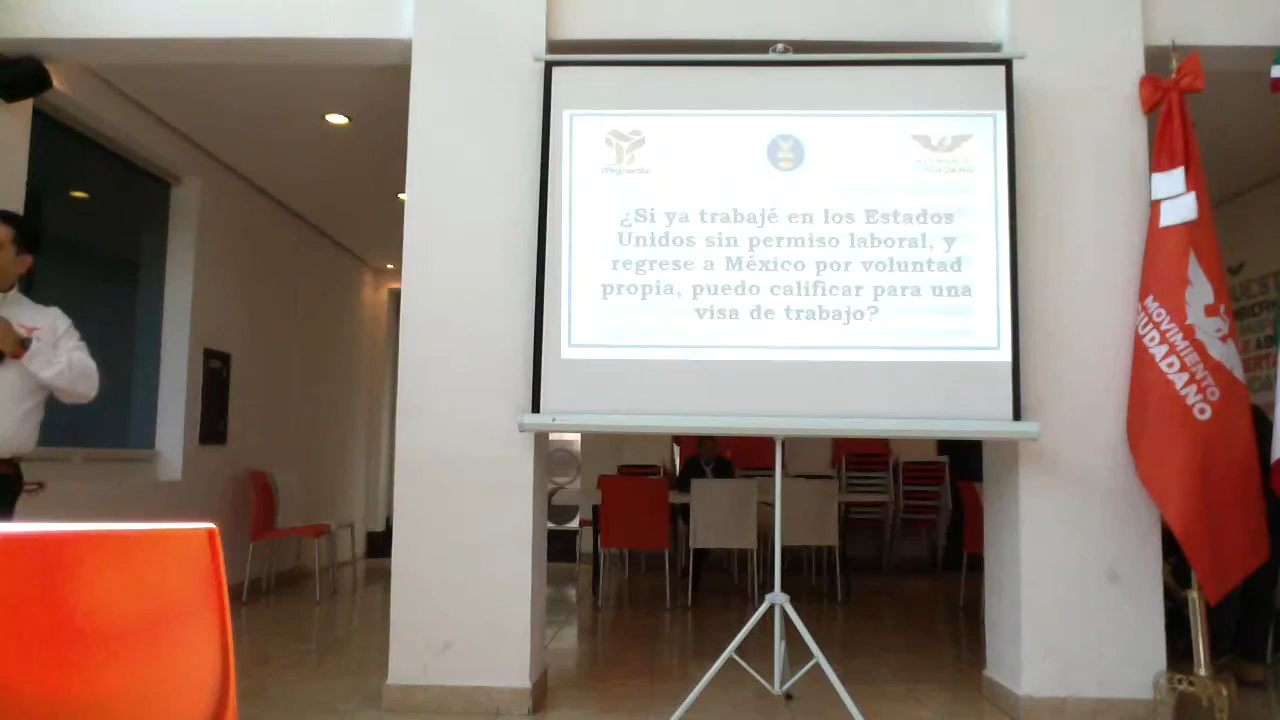 ¿Si ya trabajé en los Estados
Unidos sin permiso laboral, y
regrese a México por voluntad
propia, puedo calificar para una
visa de trabajo?
MOVIMIENTO
CIUDADANO